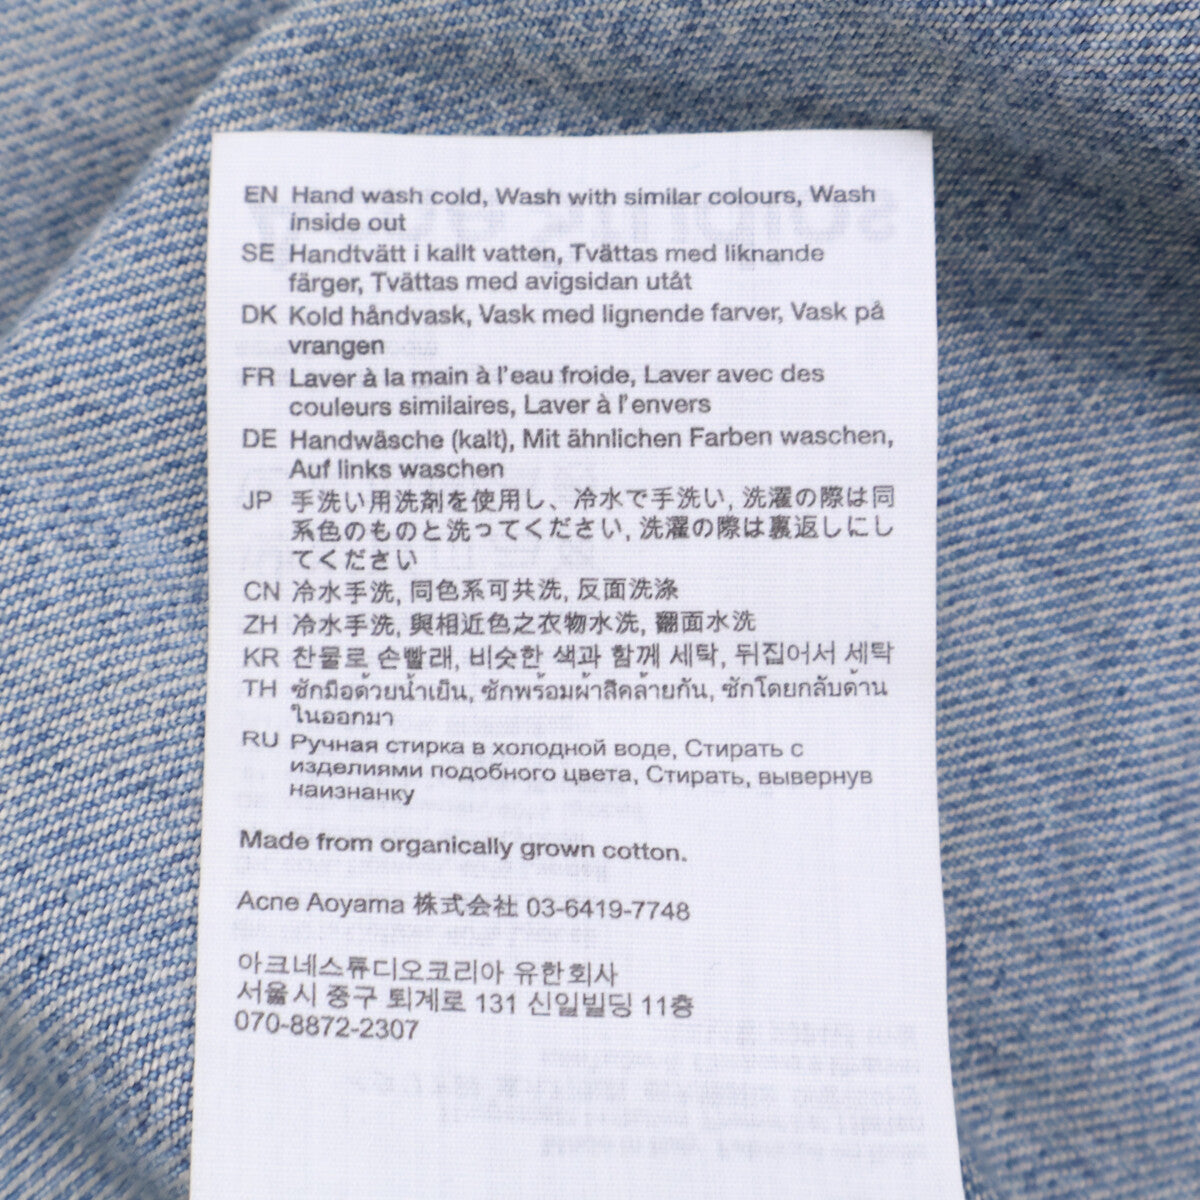 EN Hand wash cold, Wash with similar colours, Wash
inside out
SE Handtvätt i kallt vatten, Tvättas med liknande
färger, Tvättas med avigsidan utåt
DK Kold håndvask, Vask med lignende farver, Vask på
vrangen
FR Laver à la main à l'eau froide, Laver avec des
couleurs similaires, Laver à l'envers
DE Handwäsche (kalt), Mit ähnlichen Farben waschen,
Auf links waschen
JP 手洗い用洗剤を使用し、冷水で手洗い, 洗濯の際は同
系色のものと洗ってください, 洗濯の際は裏返しにし
てください
CN 冷水手洗, 同色系可共洗, 反面洗涤
ZH 冷水手洗, 與相近色之衣物水洗, 翻面水洗
KR 찬물로 손빨래, 비슷한 색과 함께 세탁, 뒤집어서 세탁
TH ซักมือด้วยน้ำเย็น, ซักพร้อมผ้าสีคล้ายกัน, ซักโดยกลับด้าน
ในออกมา
RU Ручная стирка в холодной воде, Стирать с
изделиями подобного цвета, Стирать, вывернув
наизнанку
Made from organically grown cotton.
Acne Aoyama 株式会社 03-6419-7748
아크네스튜디오코리아 유한회사
서울시 중구 퇴계로 131 신일빌딩 11층
070-8872-2307